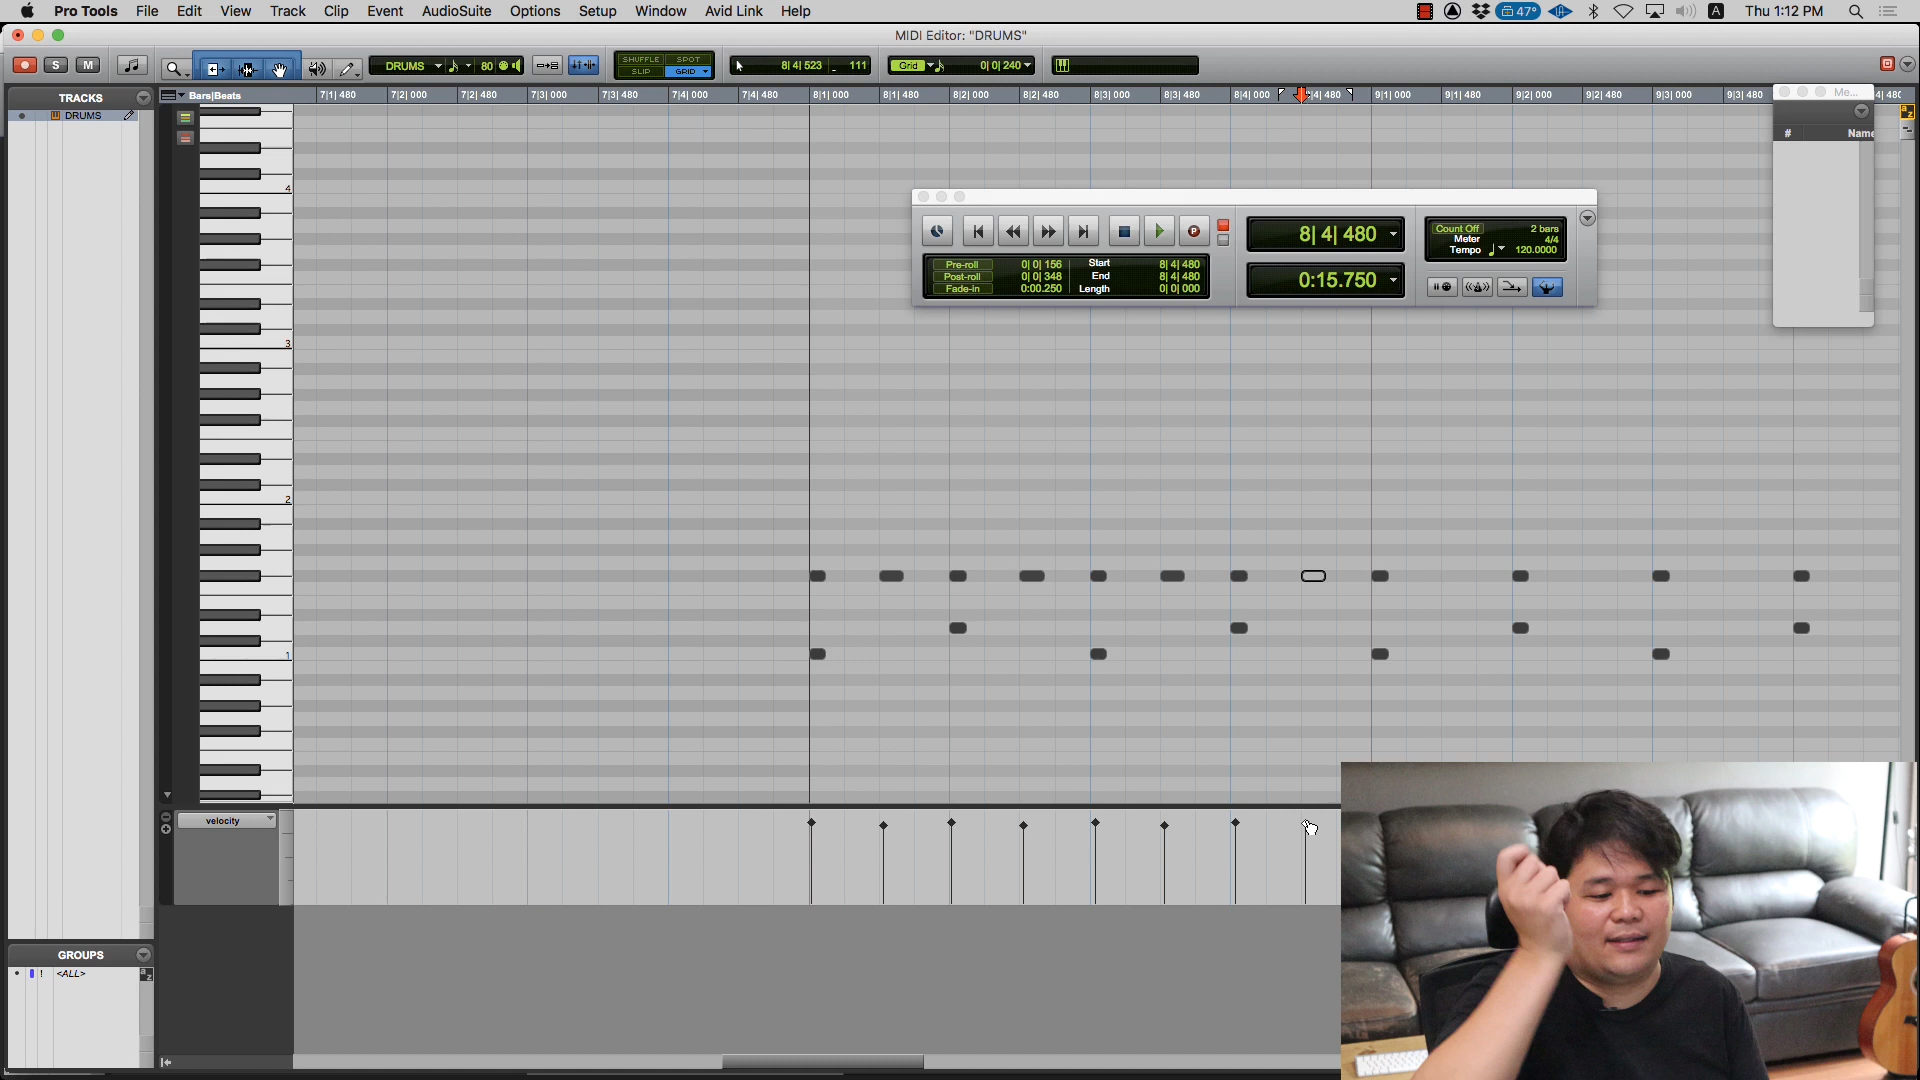 Pro Tools File Edit View Track Clip Event AudioSuite Options Setup Window Avid Link Help
47° A Thu 1:12 PM
MIDI Editor: "DRUMS"
S M DRUMS 80 SHUFFLE SPOT SLIP GRID 8| 4| 523 111 Grid 0| 0| 240
TRACKS
DRUMS
Bars|Beats 7|1| 480 7|2| 000 7|2| 480 7|3| 000 7|3| 480 7|4| 000 7|4| 480 8|1| 000 8|1| 480 8|2| 000 8|2| 480 8|3| 000 8|3| 480 8|4| 000 |4| 480 9|1| 000 9|1| 480 9|2| 000 9|2| 480 9|3| 000 9|3| 480 4| 480
Me...
# Name
a z
4
3
2
1
P
Pre-roll 0| 0| 156 Start 8| 4| 480
Post-roll 0| 0| 348 End 8| 4| 480
Fade-in 0:00.250 Length 0| 0| 000
8| 4| 480
0:15.750
Count Off 2 bars
Meter 4/4
Tempo 120.0000
velocity
GROUPS
! <ALL> a z